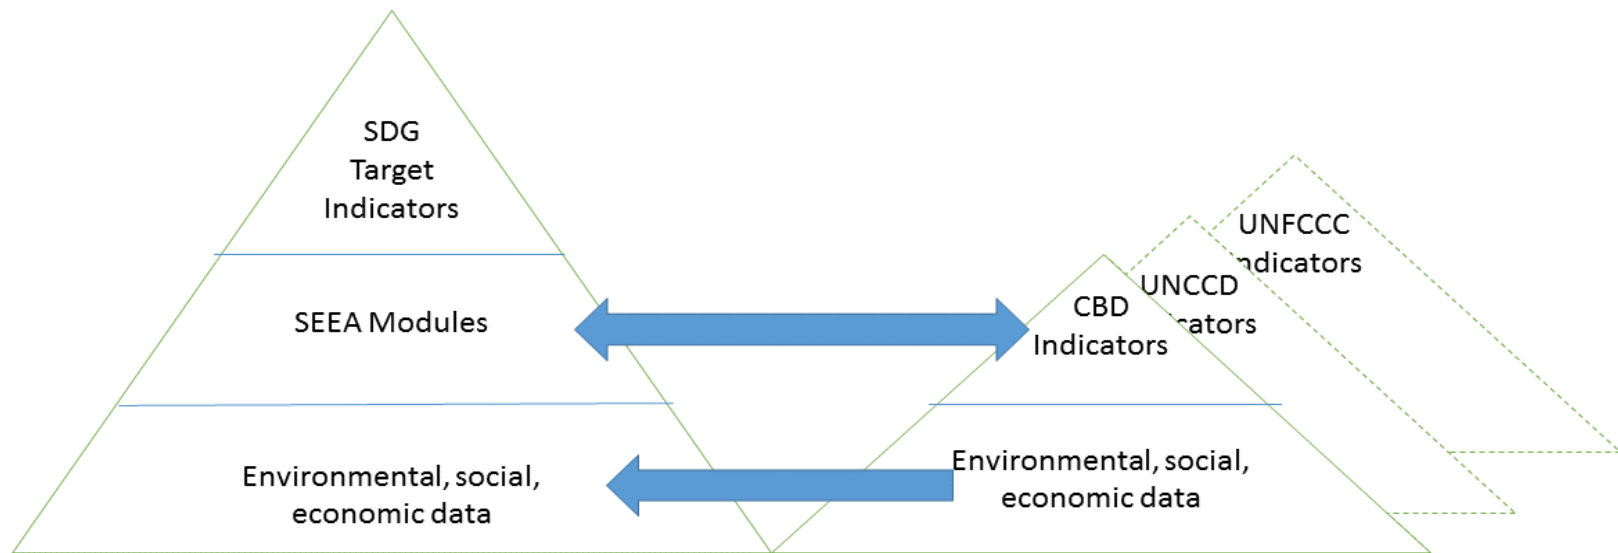 SDG
Target
Indicators
SEEA Modules
Environmental, social,
economic data
CBD
Indicators
Environmental, social,
economic data
UNCCD
UNFCCC